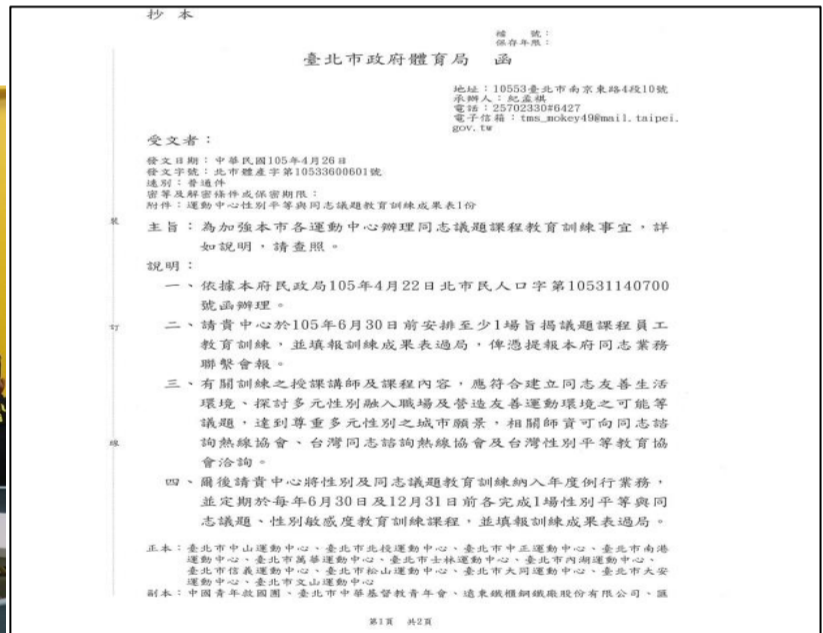 抄 本
檔 號：
保存年限：
臺北市政府體育局 函
地址：10553臺北市南京東路4段10號
承辦人：紀孟祺
電話：25702330#6427
電子信箱：tms_mokey49@mail.taipei.
gov.tw
受文者：
發文日期：中華民國105年4月26日
發文字號：北市體產字第10533600601號
速別：普通件
密等及解密條件或保密期限：
附件：運動中心性別平等與同志議題教育訓練成果表1份
裝
主旨：為加強本市各運動中心辦理同志議題課程教育訓練事宜，詳
如說明，請查照。
說明：
一、依據本府民政局105年4月22日北市民人口字第10531140700
號函辦理。
訂
二、請貴中心於105年6月30日前安排至少1場旨揭議題課程員工
教育訓練，並填報訓練成果表過局，俾憑提報本府同志業務
聯繫會報。
三、有關訓練之授課講師及課程內容，應符合建立同志友善生活
環境、探討多元性別融入職場及營造友善運動環境之可能等
議題，達到尊重多元性別之城市願景，相關師資可向同志諮
線
詢熱線協會、台灣同志諮詢熱線協會及台灣性別平等教育協
會洽詢。
四、爾後請貴中心將性別及同志議題教育訓練納入年度例行業務，
並定期於每年6月30日及12月31日前各完成1場性別平等與同
志議題、性別敏感度教育訓練課程，並填報訓練成果表過局。
正本：臺北市中山運動中心、臺北市北投運動中心、臺北市中正運動中心、臺北市南港
運動中心、臺北市萬華運動中心、臺北市士林運動中心、臺北市內湖運動中心、
臺北市信義運動中心、臺北市松山運動中心、臺北市大同運動中心、臺北市大安
運動中心、臺北市文山運動中心
副本：中國青年救國團、臺北市中華基督教青年會、遠東鐵櫃鋼鐵廠股份有限公司、匯
第1頁 共2頁